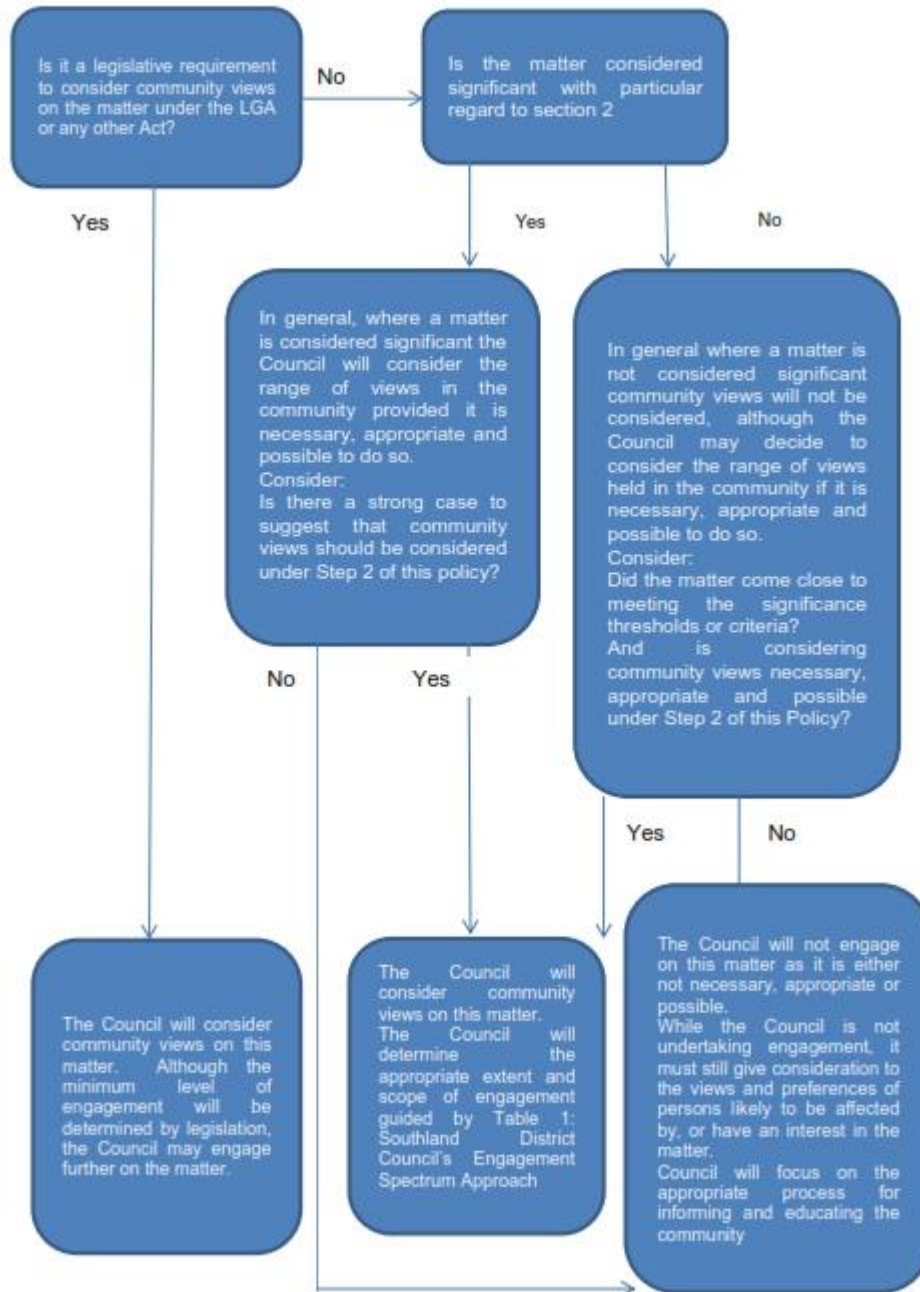 Is it a legislative requirement
to consider community views
on the matter under the LGA
or any other Act?
No
Is the matter considered
significant with particular
regard to section 2
Yes
Yes
No
In general, where a matter
is considered significant the
Council will consider the
range of views in the
community provided it is
necessary, appropriate and
possible to do so.
Consider:
Is there a strong case to
suggest that community
views should be considered
under Step 2 of this policy?
In general where a matter is
not considered significant
community views will not be
considered, although the
Council may decide to
consider the range of views
held in the community if it is
necessary, appropriate and
possible to do so.
Consider:
Did the matter come close to
meeting the significance
thresholds or criteria?
And is considering
community views necessary,
appropriate and possible
under Step 2 of this Policy?
No
Yes
Yes
No
The Council will consider
community views on this
matter. Although the
minimum level of
engagement will be
determined by legislation,
the Council may engage
further on the matter.
The Council will
consider community
views on this matter.
The Council will
determine the
appropriate extent and
scope of engagement
guided by Table 1:
Southland District
Council's Engagement
Spectrum Approach
The Council will not engage
on this matter as it is either
not necessary, appropriate or
possible.
While the Council is not
undertaking engagement, it
must still give consideration to
the views and preferences of
persons likely to be affected
by, or have an interest in the
matter.
Council will focus on the
appropriate process for
informing and educating the
community